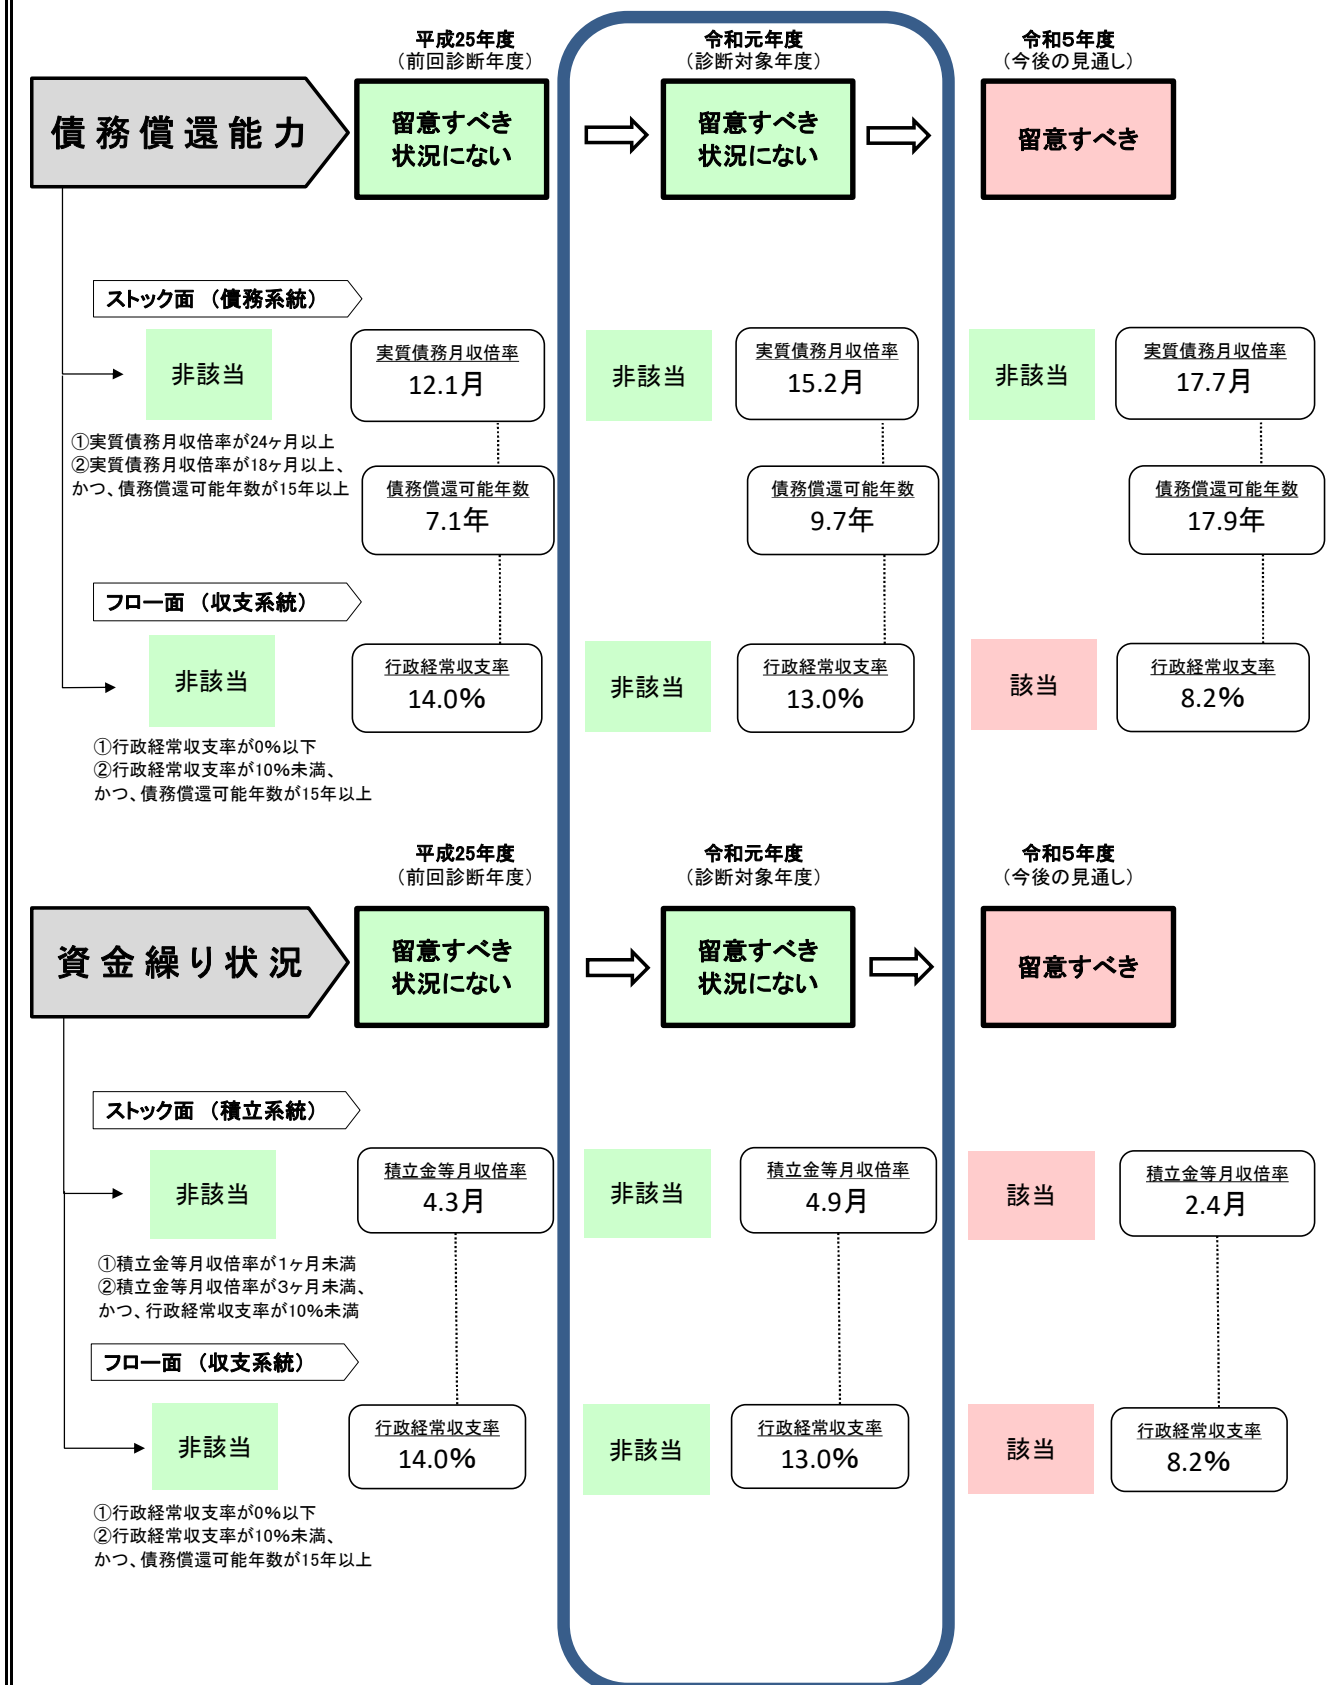 平成25年度
（前回診断年度）
令和元年度
（診断対象年度）
令和5年度
（今後の見通し）
債務償還能力
留意すべき
状況にない
留意すべき
状況にない
留意すべき
ストック面 （債務系統）
非該当
実質債務月収倍率
12.1月
非該当
実質債務月収倍率
15.2月
非該当
実質債務月収倍率
17.7月
①実質債務月収倍率が24ヶ月以上
②実質債務月収倍率が18ヶ月以上、
かつ、債務償還可能年数が15年以上
債務償還可能年数
7.1年
債務償還可能年数
9.7年
債務償還可能年数
17.9年
フロー面 （収支系統）
非該当
行政経常収支率
14.0%
非該当
行政経常収支率
13.0%
該当
行政経常収支率
8.2%
①行政経常収支率が0%以下
②行政経常収支率が10%未満、
かつ、債務償還可能年数が15年以上
平成25年度
（前回診断年度）
令和元年度
（診断対象年度）
令和5年度
（今後の見通し）
資金繰り状況
留意すべき
状況にない
留意すべき
状況にない
留意すべき
ストック面 （積立系統）
非該当
積立金等月収倍率
4.3月
非該当
積立金等月収倍率
4.9月
該当
積立金等月収倍率
2.4月
①積立金等月収倍率が1ヶ月未満
②積立金等月収倍率が3ヶ月未満、
かつ、行政経常収支率が10%未満
フロー面 （収支系統）
非該当
行政経常収支率
14.0%
非該当
行政経常収支率
13.0%
該当
行政経常収支率
8.2%
①行政経常収支率が0%以下
②行政経常収支率が10%未満、
かつ、債務償還可能年数が15年以上